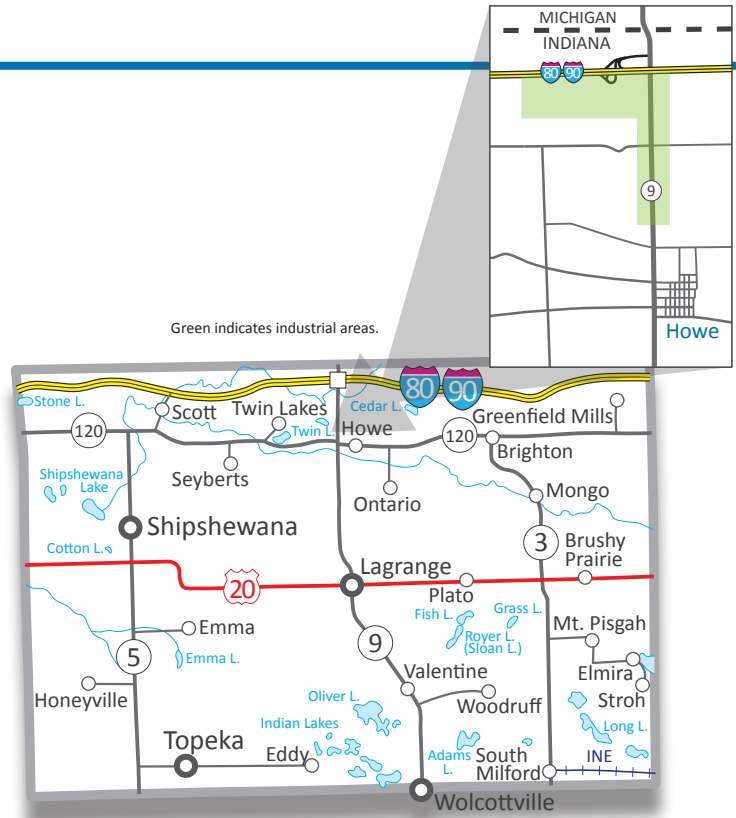 MICHIGAN
INDIANA
80 90
9
Howe
Green indicates industrial areas.
80 90
Stone L.
Scott
Twin Lakes
Cedar L.
Greenfield Mills
120
Twin L.
Howe
120
Brighton
Seyberts
Shipshewana
Lake
Ontario
Mongo
Shipshewana
3
Brushy
Prairie
Cotton L.
Lagrange
20
Plato
Fish L.
Grass L.
Royer L.
(Sloan L.)
Mt. Pisgah
Emma
5
Emma L.
9
Elmira
Honeyville
Valentine
Woodruff
Stroh
Oliver L.
Indian Lakes
Long L.
Topeka
Eddy
Adams
L.
South
Milford
INE
Wolcottville